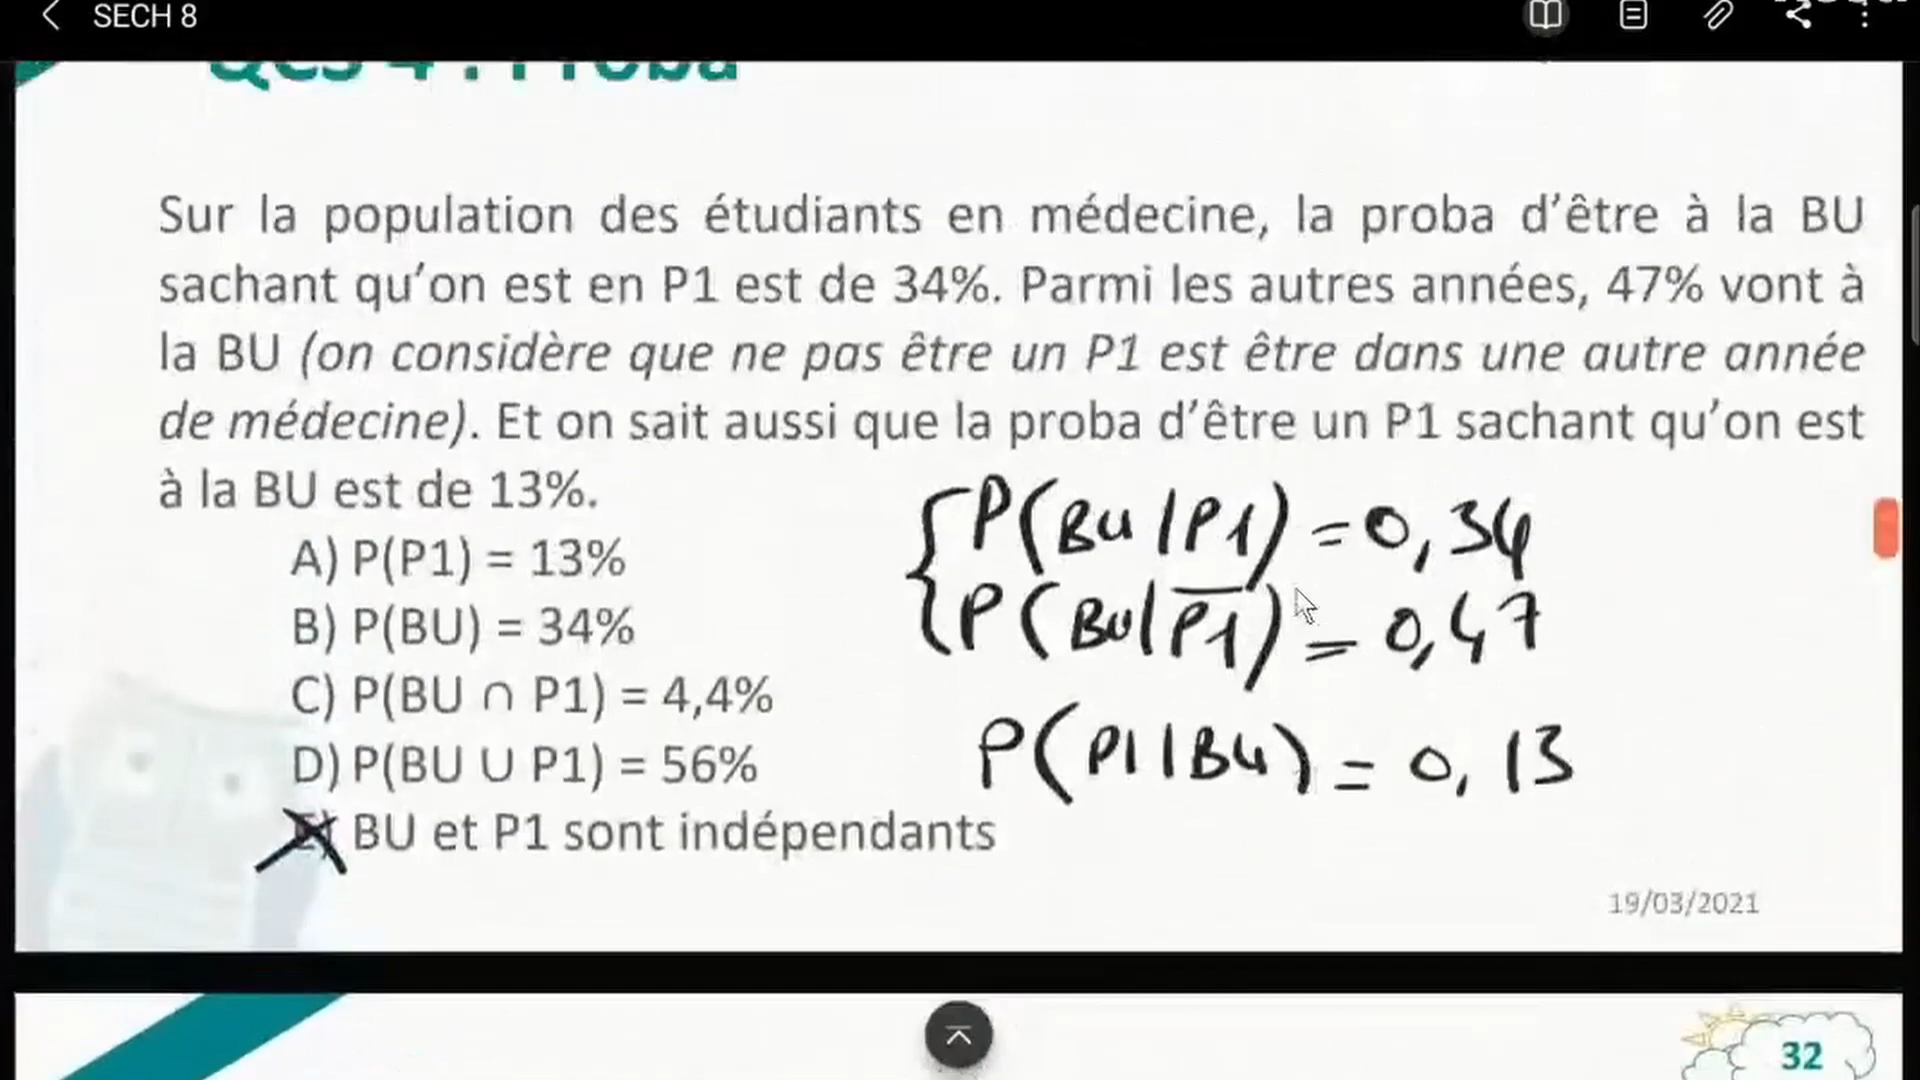 SECH 8
QCS 4 : Proba
Sur la population des étudiants en médecine, la proba d'être à la BU
sachant qu'on est en P1 est de 34%. Parmi les autres années, 47% vont à
la BU (on considère que ne pas être un P1 est être dans une autre année
de médecine). Et on sait aussi que la proba d'être un P1 sachant qu'on est
à la BU est de 13%.
A) P(P1) = 13%
B) P(BU) = 34%
C) P(BU ∩ P1) = 4,4%
D) P(BU U P1) = 56%
E) BU et P1 sont indépendants
P(BU|P1) = 0,34
P(BU|P̅1̅) = 0,47
P(P1|BU) = 0,13
19/03/2021
32